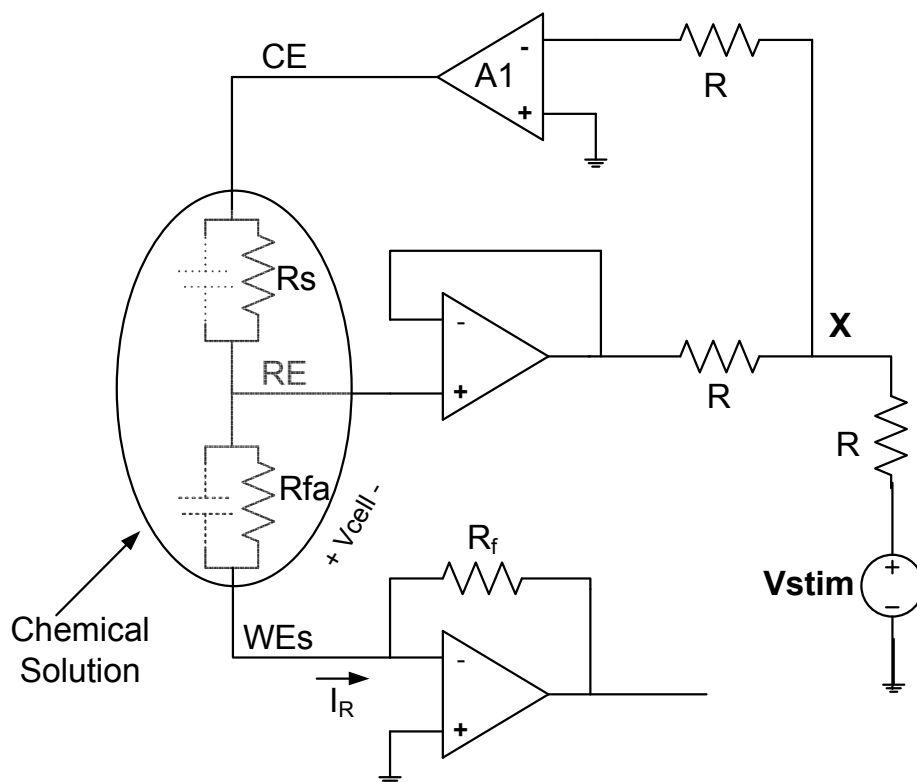 CE
-
A1
+
R
Rs
RE
-
+
X
R
R
Rfa
+ Vcell -
Rf
Vstim
+
-
Chemical
Solution
WEs
IR
-
+